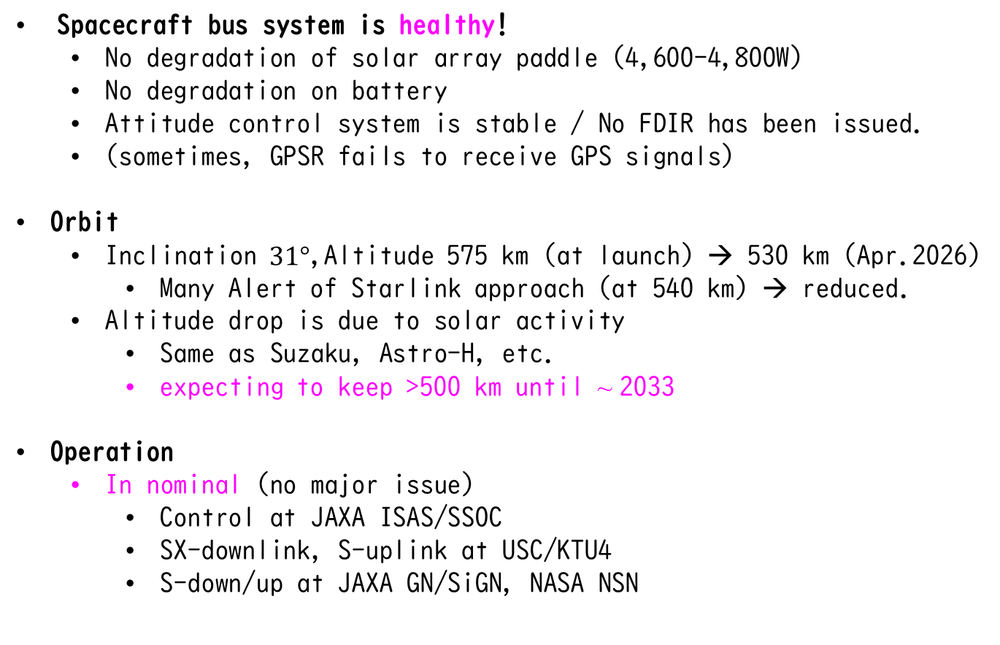 • Spacecraft bus system is healthy!
• No degradation of solar array paddle (4,600-4,800W)
• No degradation on battery
• Attitude control system is stable / No FDIR has been issued.
• (sometimes, GPSR fails to receive GPS signals)
• Orbit
• Inclination 31°,Altitude 575 km (at launch) → 530 km (Apr.2026)
• Many Alert of Starlink approach (at 540 km) → reduced.
• Altitude drop is due to solar activity
• Same as Suzaku, Astro-H, etc.
• expecting to keep >500 km until ~2033
• Operation
• In nominal (no major issue)
• Control at JAXA ISAS/SSOC
• SX-downlink, S-uplink at USC/KTU4
• S-down/up at JAXA GN/SiGN, NASA NSN